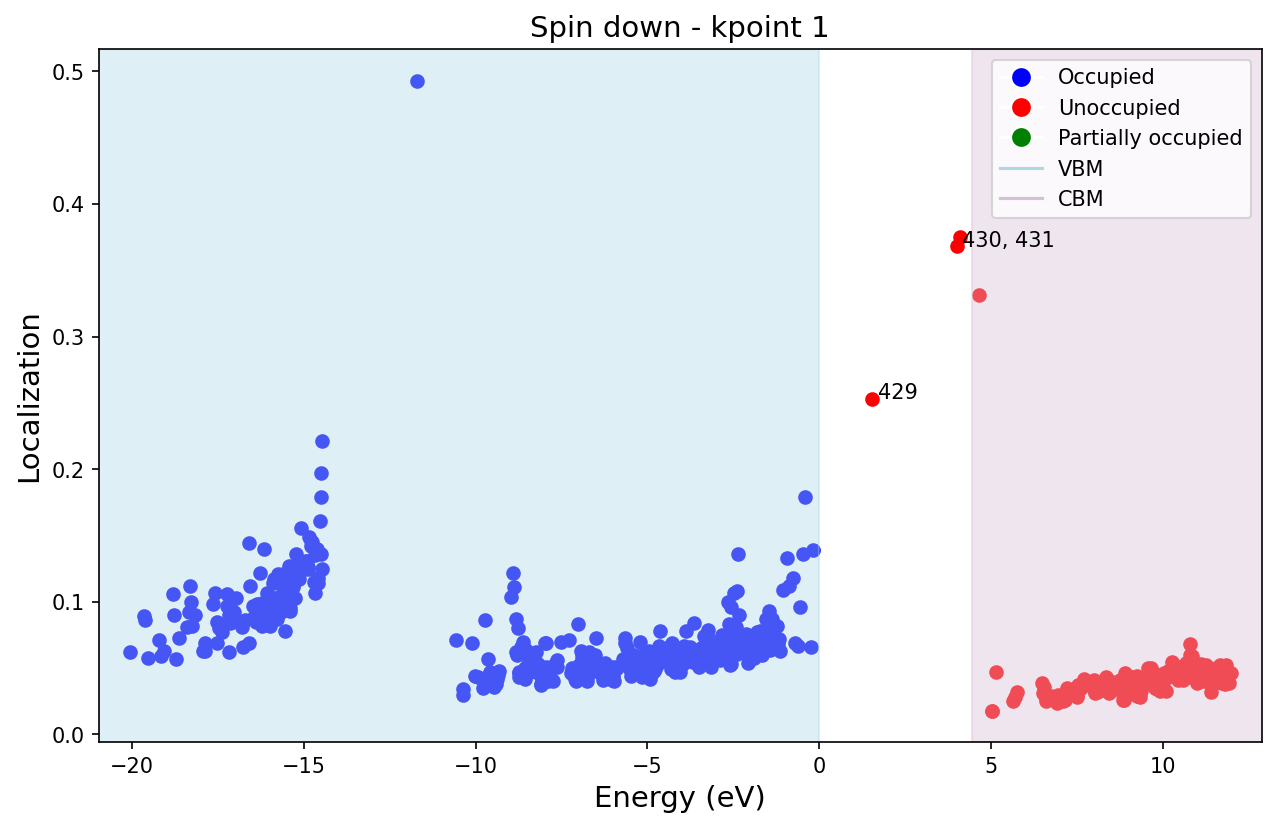 Spin down - kpoint 1
Localization
0.5
0.4
0.3
0.2
0.1
0.0
Occupied
Unoccupied
Partially occupied
VBM
CBM
430, 431
429
−20
−15
−10
−5
0
5
10
Energy (eV)